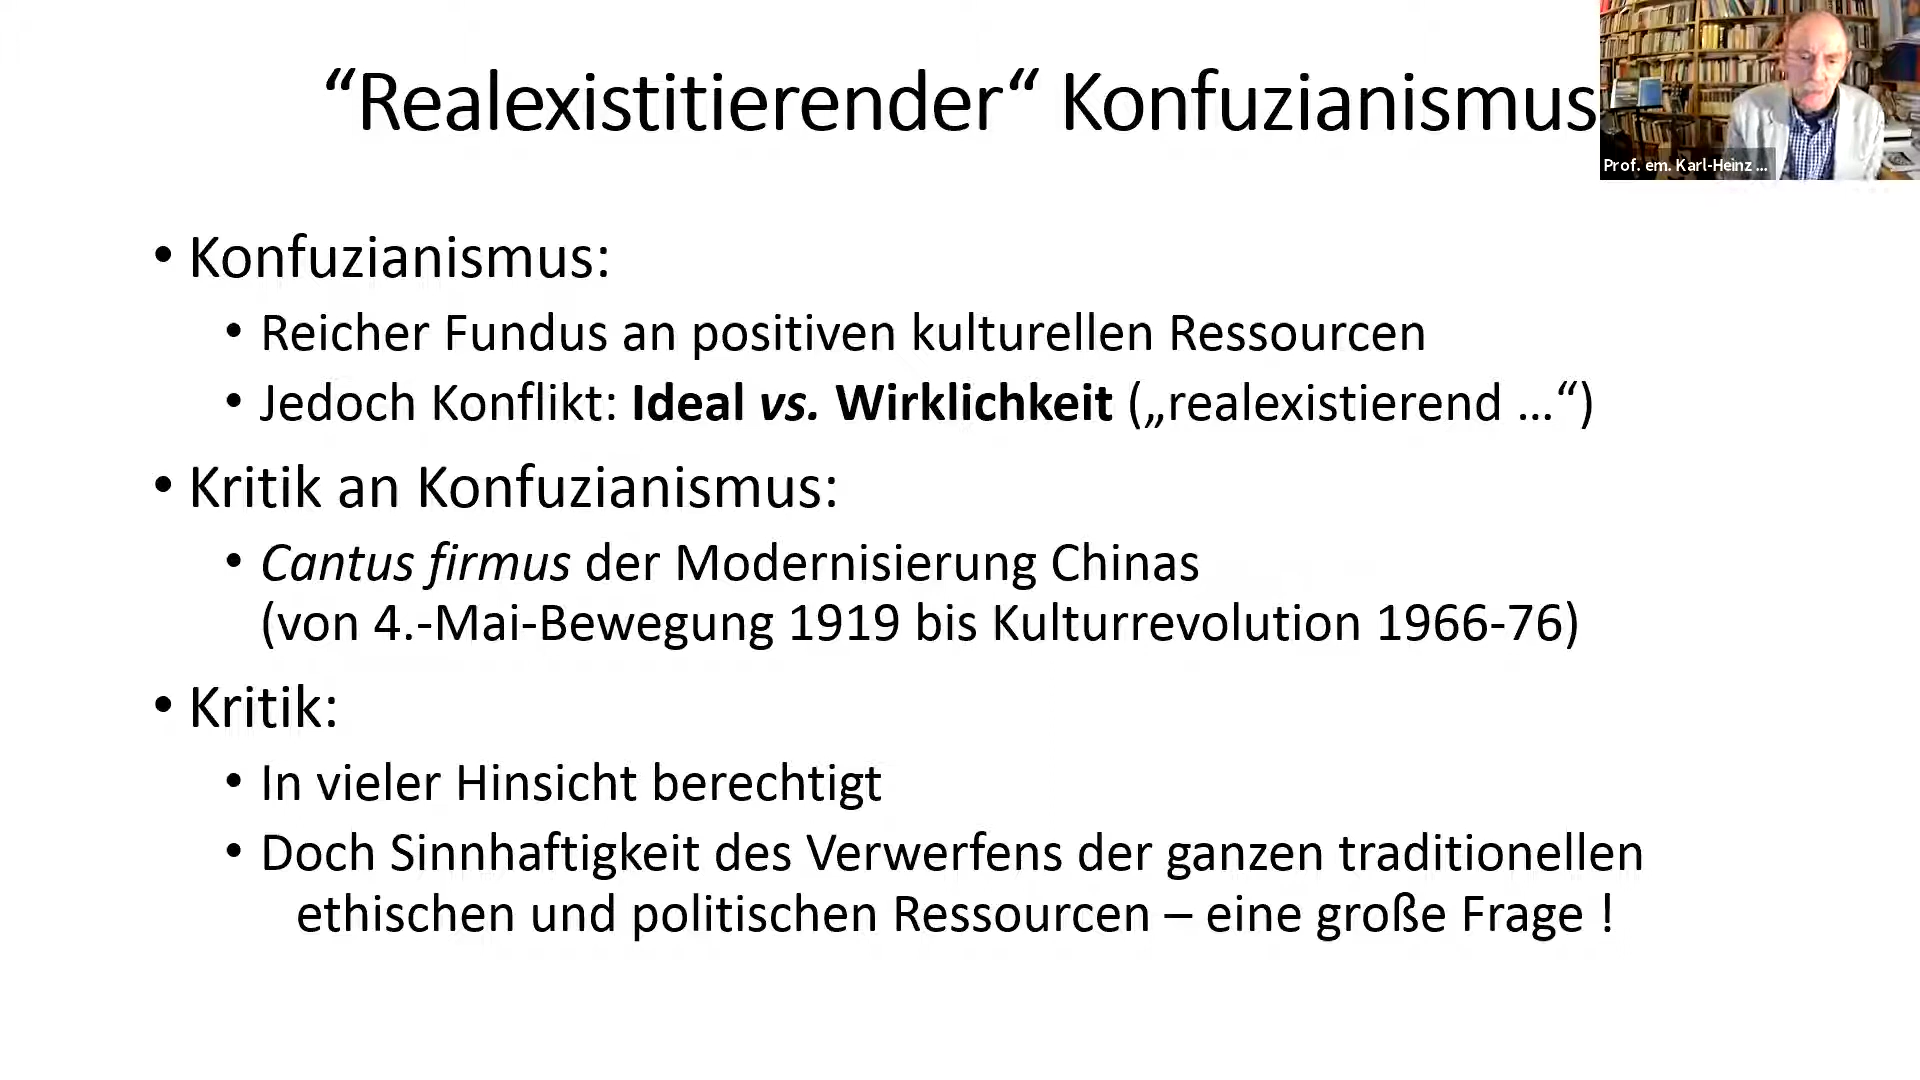 “Realexistitierender“ Konfuzianismus
Prof. em. Karl-Heinz ...
• Konfuzianismus:
• Reicher Fundus an positiven kulturellen Ressourcen
• Jedoch Konflikt: Ideal vs. Wirklichkeit („realexistierend …“)
• Kritik an Konfuzianismus:
• Cantus firmus der Modernisierung Chinas
(von 4.-Mai-Bewegung 1919 bis Kulturrevolution 1966-76)
• Kritik:
• In vieler Hinsicht berechtigt
• Doch Sinnhaftigkeit des Verwerfens der ganzen traditionellen
ethischen und politischen Ressourcen – eine große Frage !